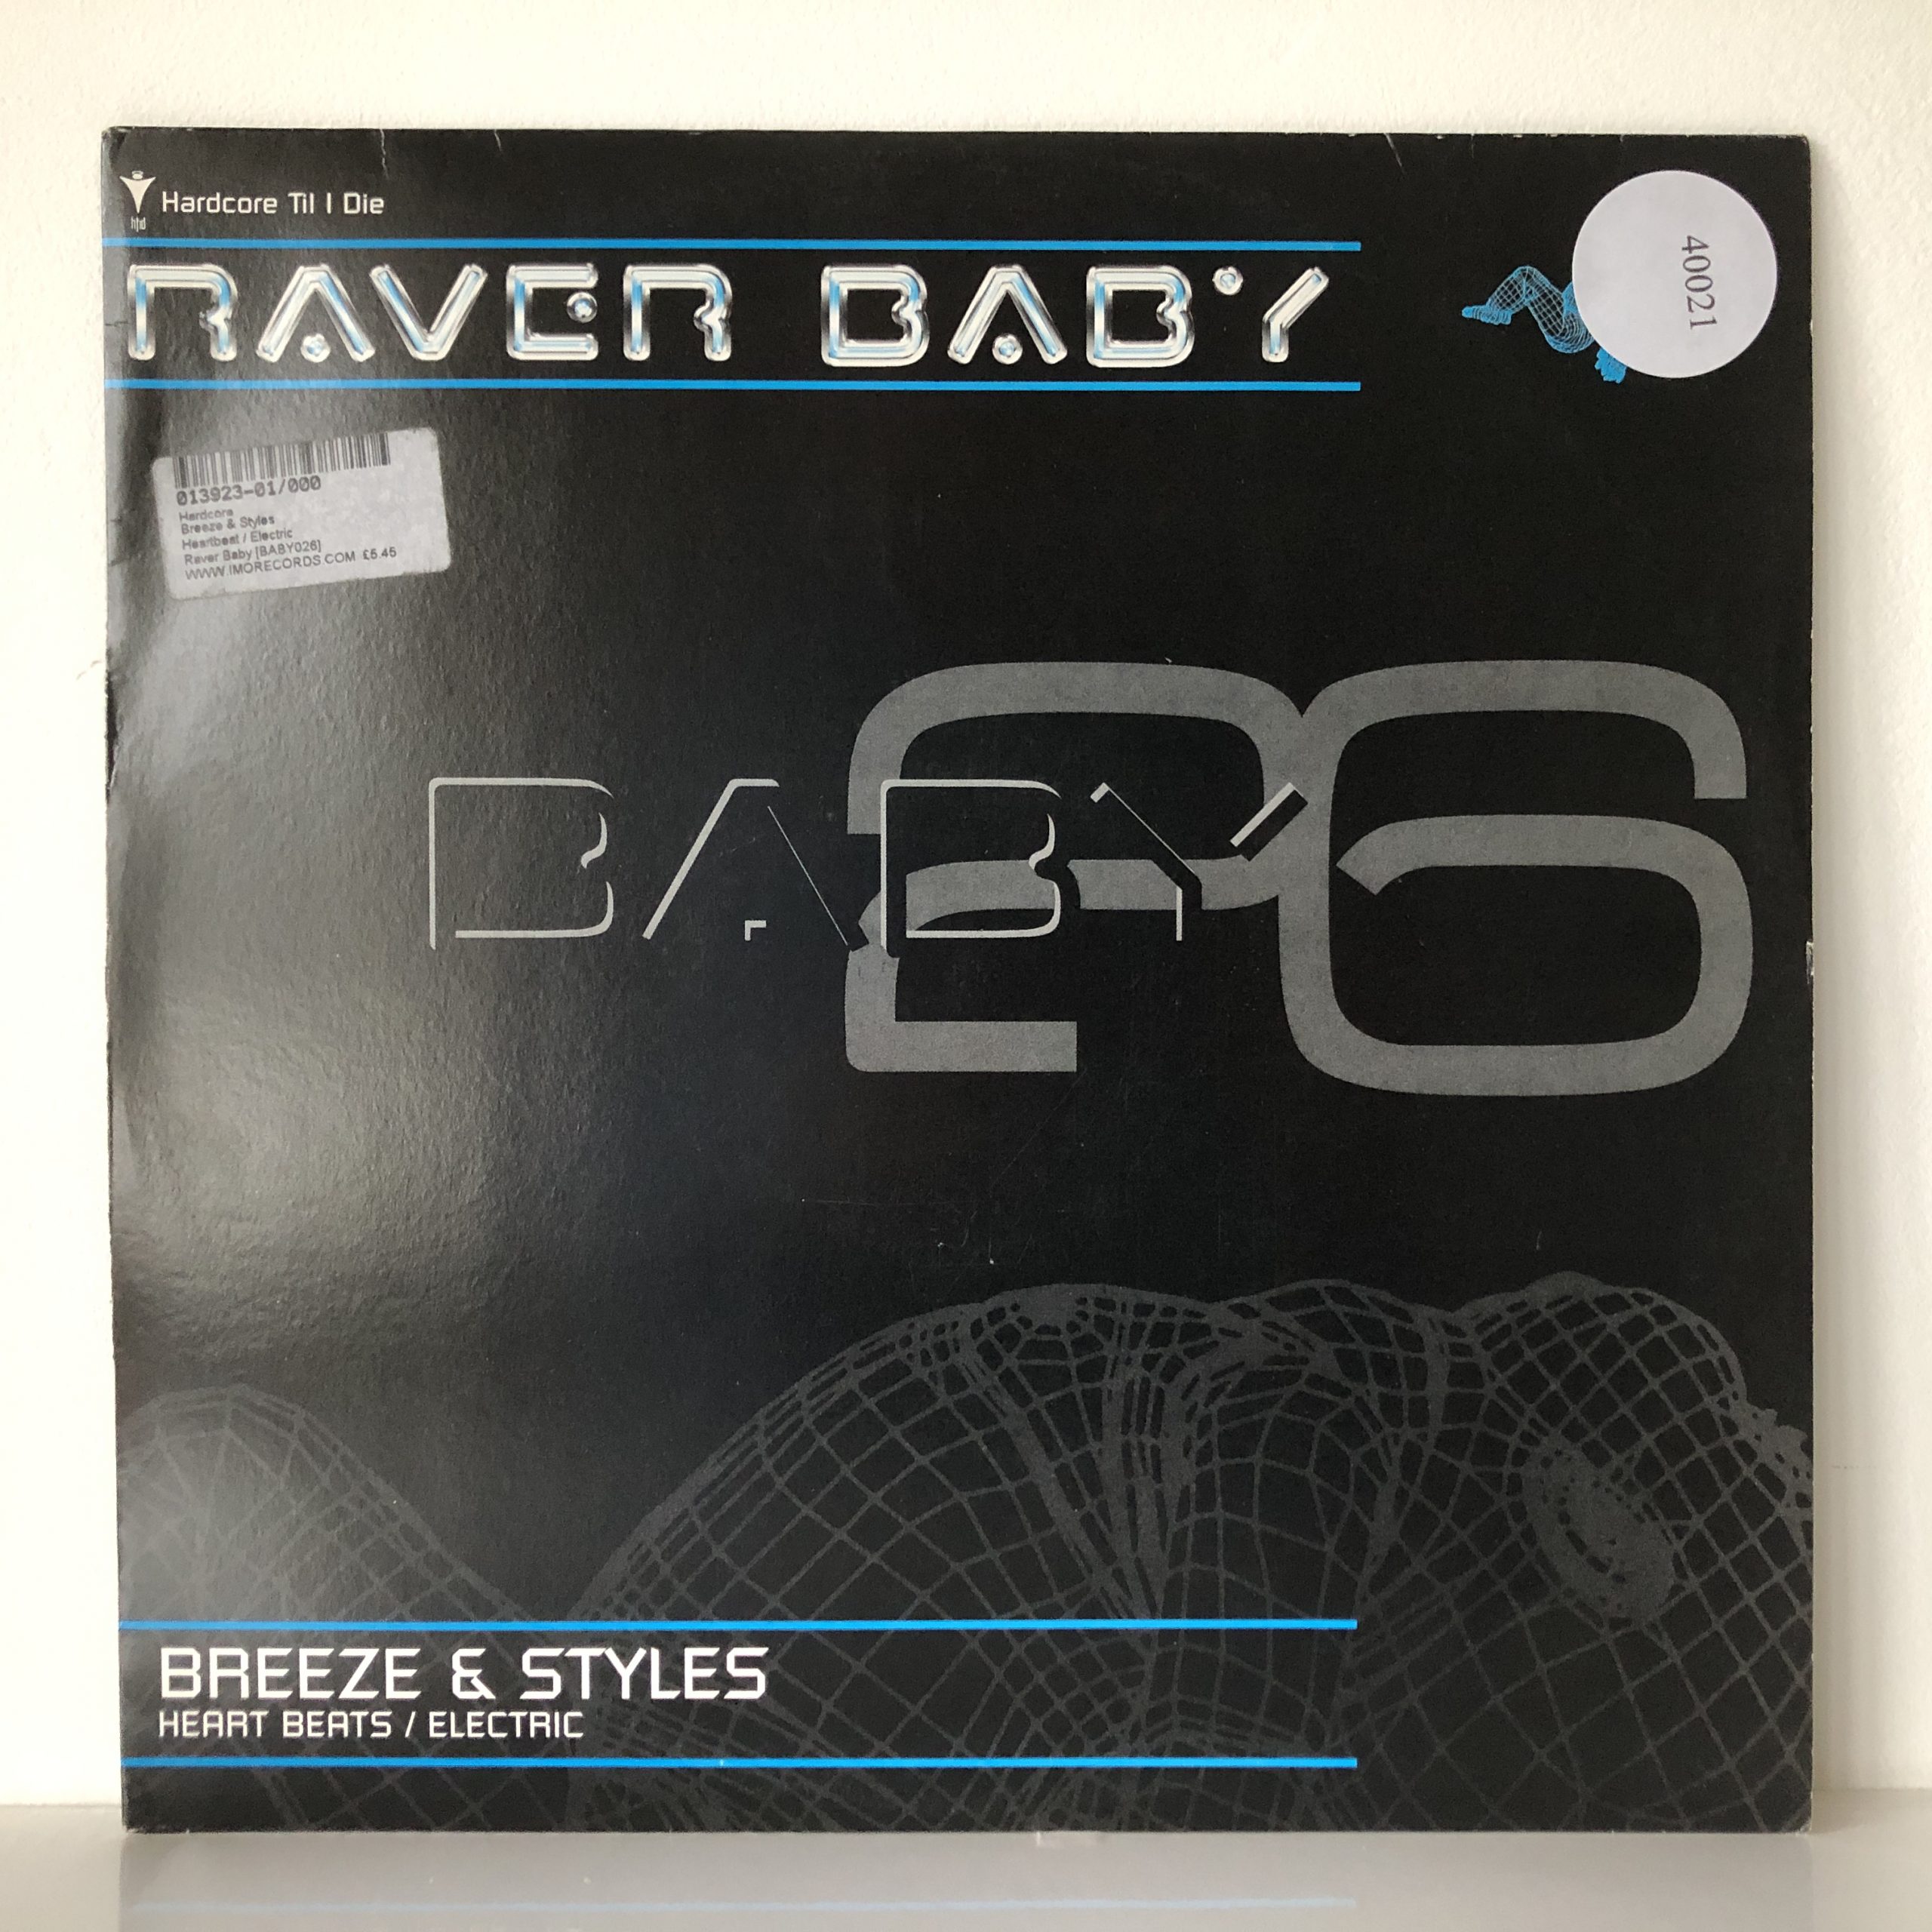 Hardcore Til I Die
htid
RAVER BABY
40021
013923-01/000
Hardcore
Breeze & Styles
Heartbeat / Electric
Raver Baby [BABY026]
WWW.IMORECORDS.COM £5.45
26
BABY
BREEZE & STYLES
HEART BEATS / ELECTRIC